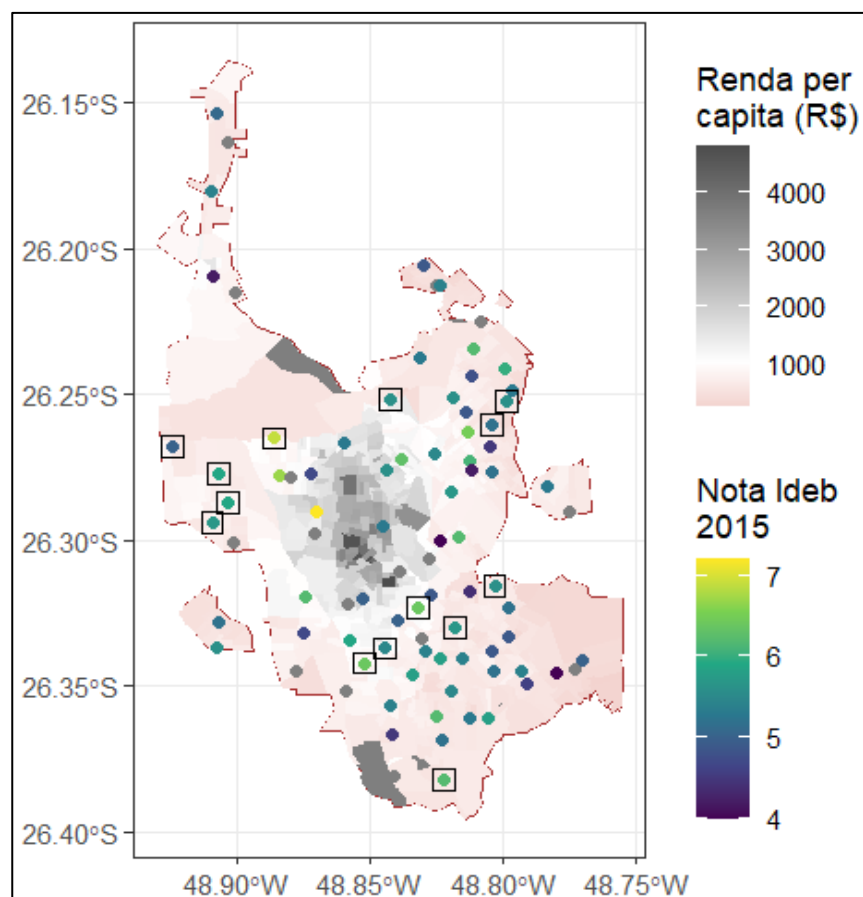 26.15°S
26.20°S
26.25°S
26.30°S
26.35°S
26.40°S
48.90°W 48.85°W 48.80°W 48.75°W
Renda per
capita (R$)
4000
3000
2000
1000
Nota Ideb
2015
7
6
5
4